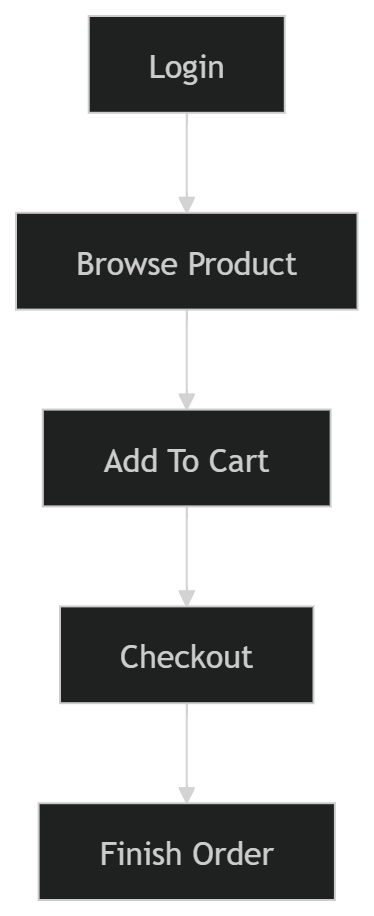 Login
Browse Product
Add To Cart
Checkout
Finish Order